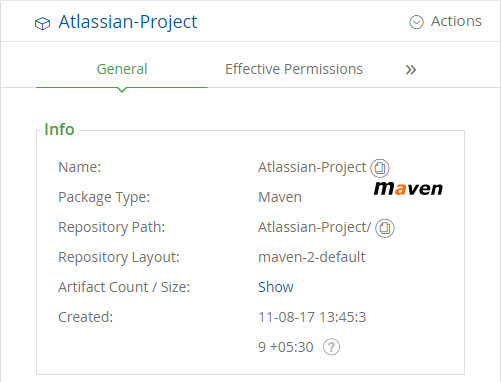 Atlassian-Project
Actions
General Effective Permissions »
Info
Name: Atlassian-Project
maven
Package Type: Maven
Repository Path: Atlassian-Project/
Repository Layout: maven-2-default
Artifact Count / Size: Show
Created: 11-08-17 13:45:3
9 +05:30 ?